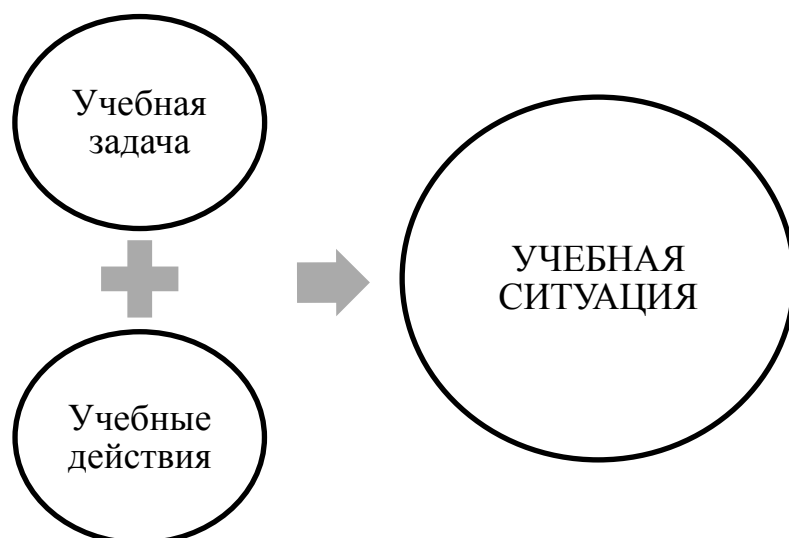 Учебная
задача
УЧЕБНАЯ
СИТУАЦИЯ
Учебные
действия